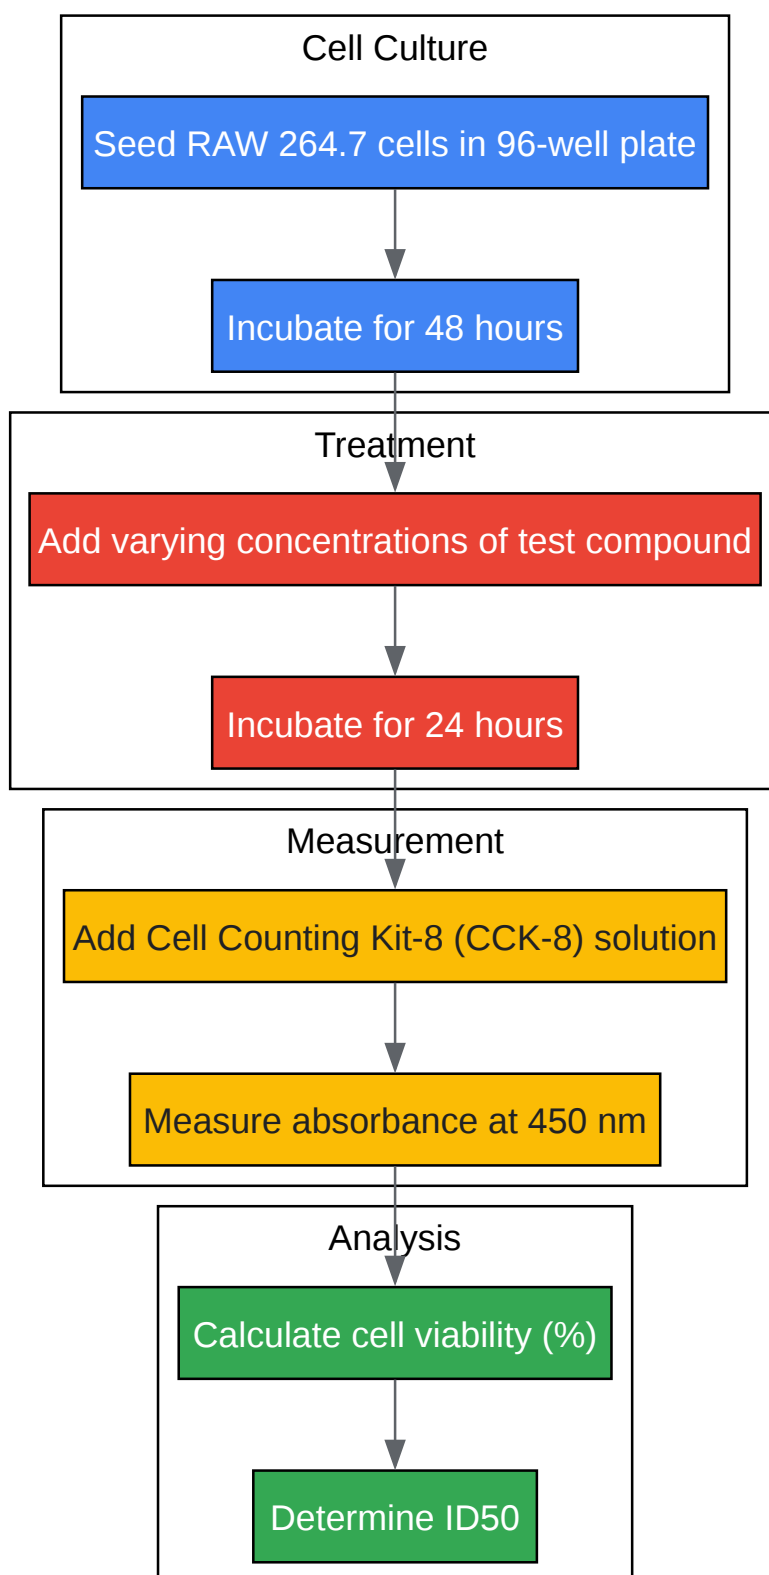 Cell Culture
Seed RAW 264.7 cells in 96-well plate
Incubate for 48 hours
Treatment
Add varying concentrations of test compound
Incubate for 24 hours
Measurement
Add Cell Counting Kit-8 (CCK-8) solution
Measure absorbance at 450 nm
Analysis
Calculate cell viability (%)
Determine ID50